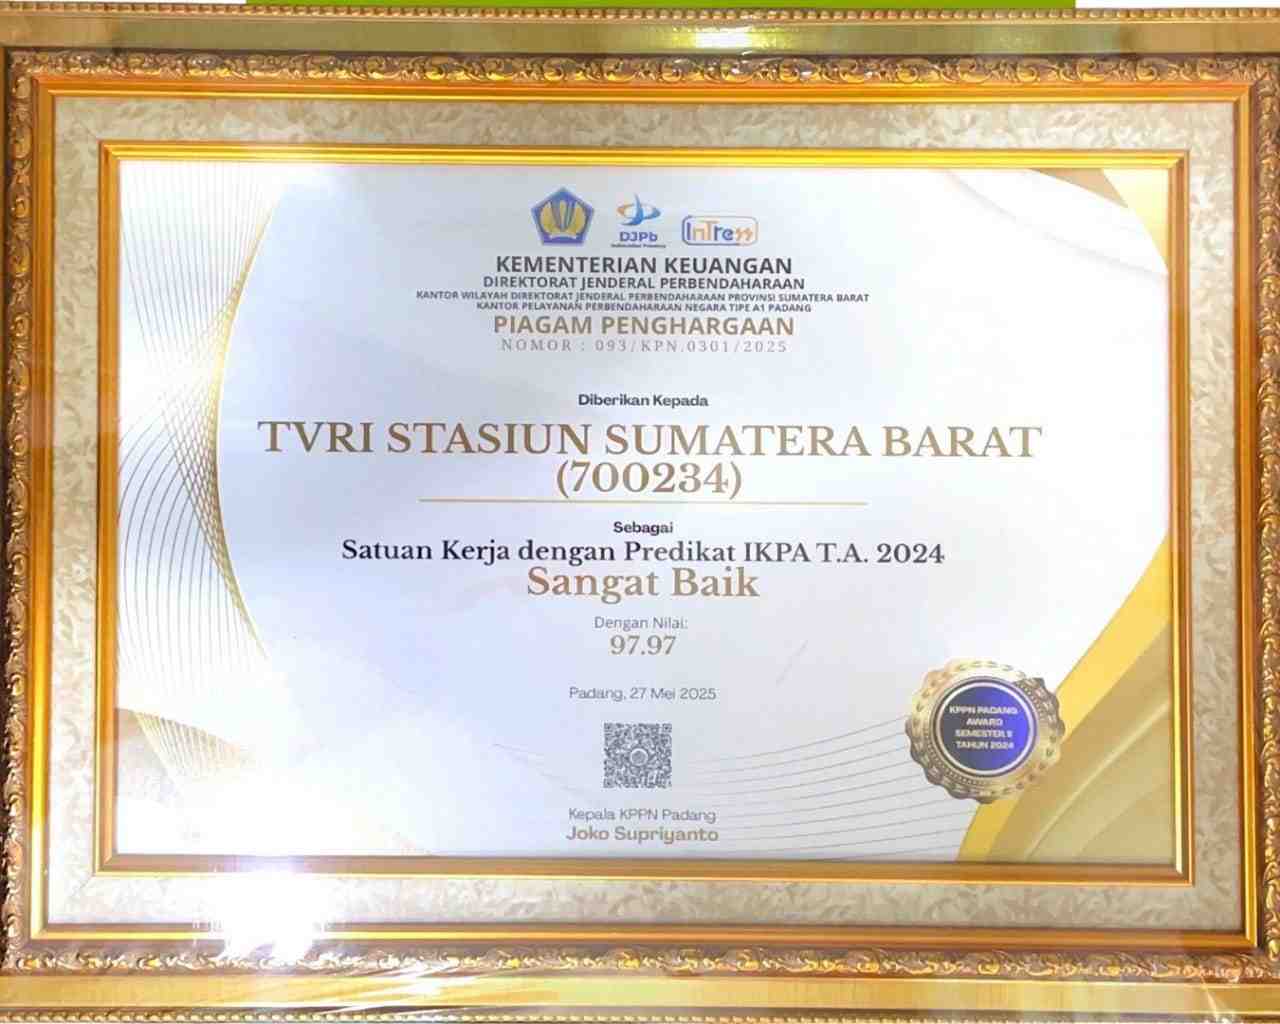 DJPb
InTress
KEMENTERIAN KEUANGAN
DIREKTORAT JENDERAL PERBENDAHARAAN
KANTOR WILAYAH DIREKTORAT JENDERAL PERBENDAHARAAN PROVINSI SUMATERA BARAT
KANTOR PELAYANAN PERBENDAHARAAN NEGARA TIPE A1 PADANG
PIAGAM PENGHARGAAN
NOMOR : 093/KPN.0301/2025
Diberikan Kepada
TVRI STASIUN SUMATERA BARAT
(700234)
Sebagai
Satuan Kerja dengan Predikat IKPA T.A. 2024
Sangat Baik
Dengan Nilai:
97.97
Padang, 27 Mei 2025
KPPN PADANG
AWARD
SEMESTER II
TAHUN 2024
Kepala KPPN Padang
Joko Supriyanto